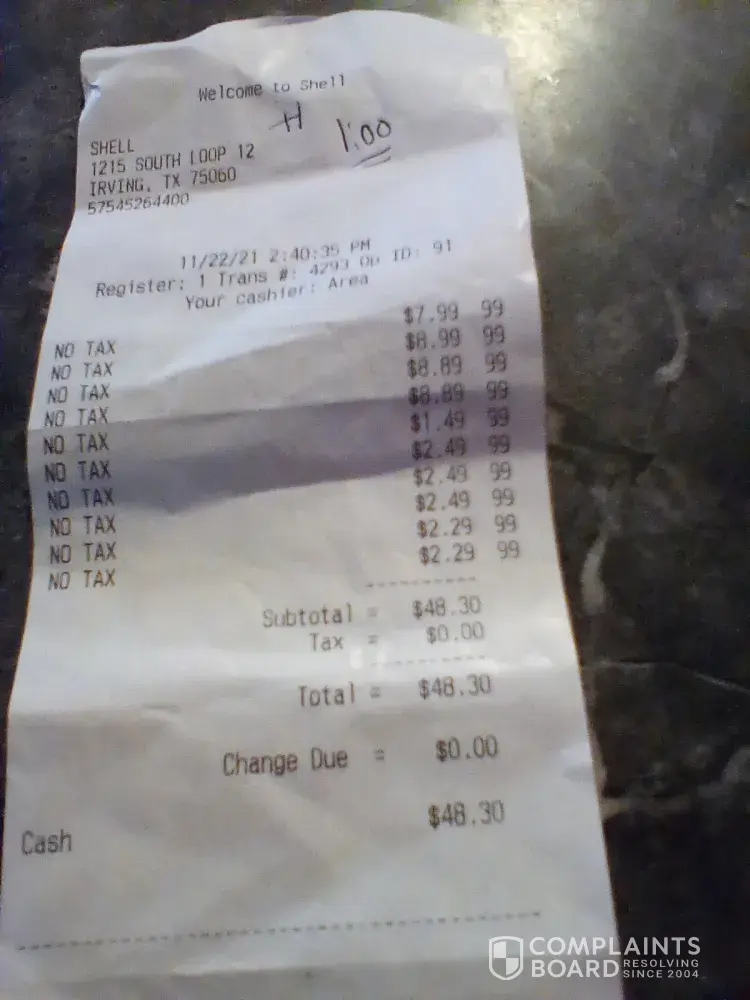 Welcome to Shell
H
1:00
SHELL
1215 SOUTH LOOP 12
IRVING, TX 75060
57545264400
11/22/21 2:40:35 PM
Register: 1 Trans #: 4293 Op ID: 91
Your cashier: Area
NO TAX $7.99 99
NO TAX $8.99 99
NO TAX $8.89 99
NO TAX $8.89 99
NO TAX $1.49 99
NO TAX $2.49 99
NO TAX $2.49 99
NO TAX $2.49 99
NO TAX $2.29 99
NO TAX $2.29 99
Subtotal = $48.30
Tax = $0.00
Total = $48.30
Change Due = $0.00
Cash $48.30
COMPLAINTS
BOARD RESOLVING SINCE 2004